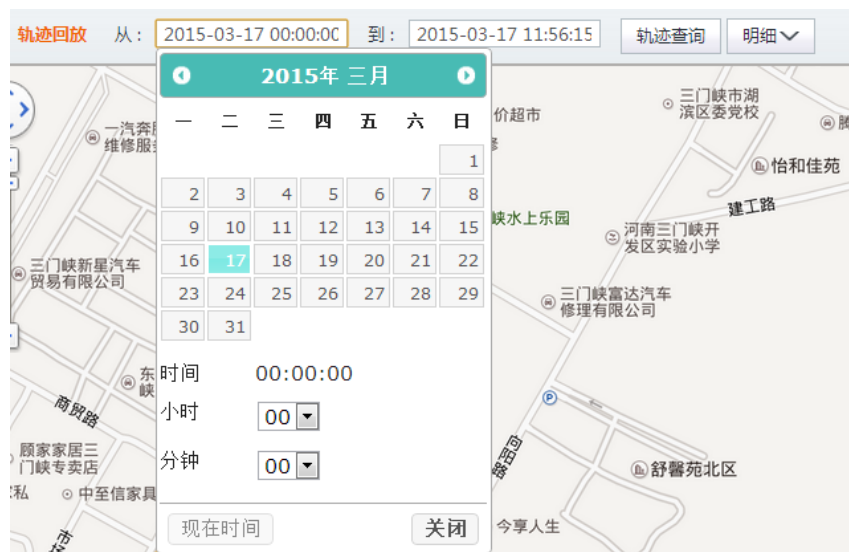 轨迹回放 从： 2015-03-17 00:00:00 到： 2015-03-17 11:56:15 轨迹查询 明细
2015年 三月
一 二 三 四 五 六 日
1
2 3 4 5 6 7 8
9 10 11 12 13 14 15
16 17 18 19 20 21 22
23 24 25 26 27 28 29
30 31
时间 00:00:00
小时 00
分钟 00
现在时间 关闭
一汽奔
维修服
三门峡新星汽车
贸易有限公司
东
峡
商贸路
顾家家居三
门峡专卖店
私
中至信家具
市场
价超市
三门峡市湖
滨区委党校
怡和佳苑
建工路
峡水上乐园
河南三门峡开
发区实验小学
三门峡富达汽车
修理有限公司
P
向阳路
舒馨苑北区
今享人生